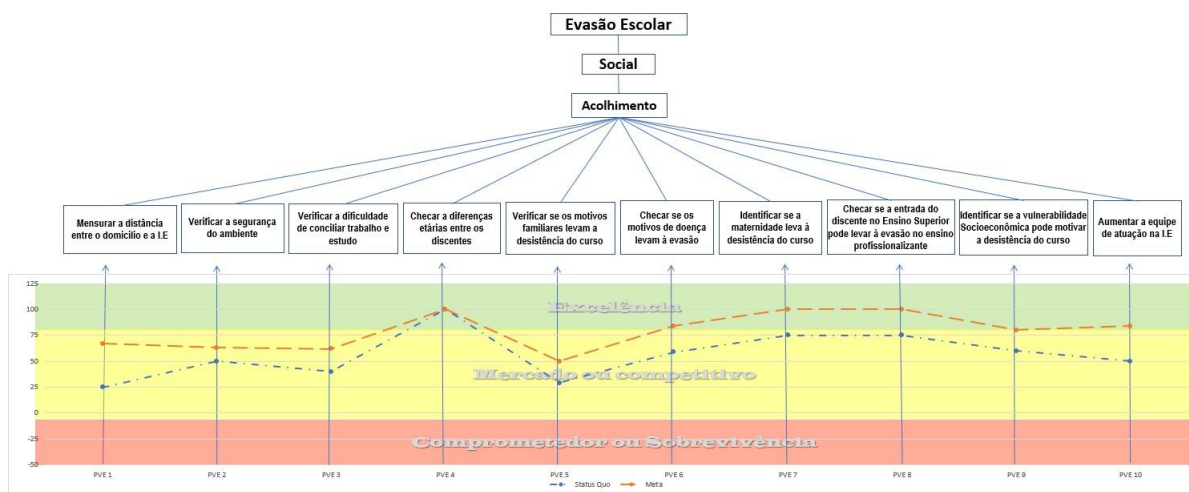 Evasão Escolar
Social
Acolhimento
Mensurar a distância
entre o domicilio e a I.E
Verificar a segurança
do ambiente
Verificar a dificuldade
de conciliar trabalho e
estudo
Checar a diferenças
etárias entre os
discentes
Verificar se os motivos
familiares levam a
desistência do curso
Checar se os
motivos de doença
levam à evasão
Identificar se a
maternidade leva à
desistência do curso
Checar se a entrada do
discente no Ensino Superior
pode levar à evasão no ensino
profissionalizante
Identificar se a vulnerabilidade
Socioeconômica pode motivar
a desistência do curso
Aumentar a equipe
de atuação na I.E
125
100
75
50
25
0
-25
-50
Excelência
Mercado ou competitivo
Comprometedor ou Sobrevivência
PVE 1
PVE 2
PVE 3
PVE 4
PVE 5
PVE 6
PVE 7
PVE 8
PVE 9
PVE 10
Status Quo
Meta